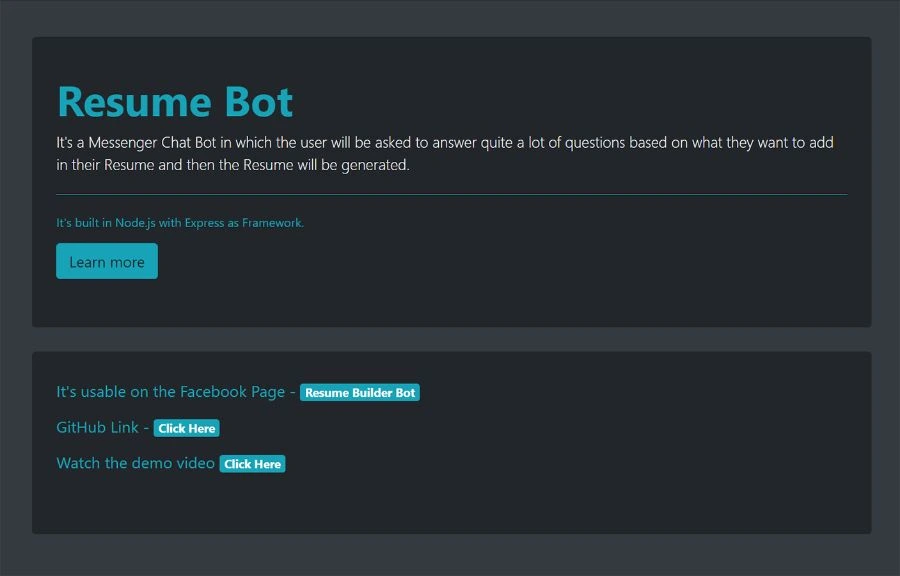 Resume Bot
It's a Messenger Chat Bot in which the user will be asked to answer quite a lot of questions based on what they want to add
in their Resume and then the Resume will be generated.
It's built in Node.js with Express as Framework.
Learn more
It's usable on the Facebook Page - Resume Builder Bot
GitHub Link - Click Here
Watch the demo video Click Here